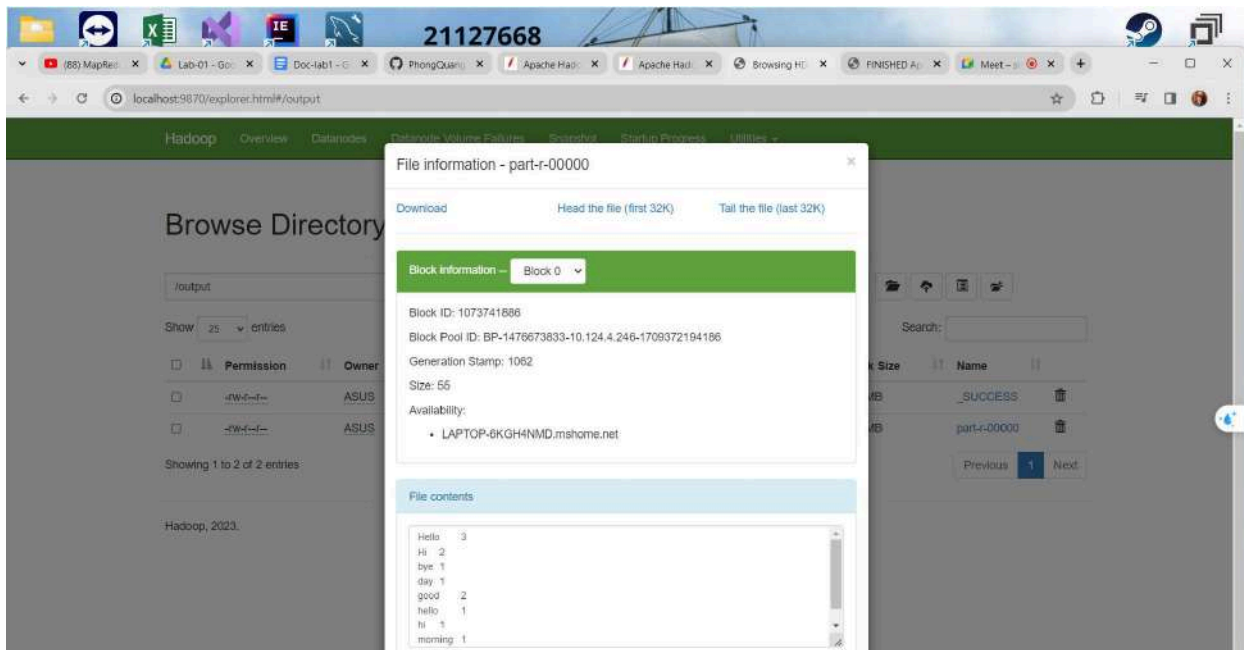 21127668
(88) MapRed
Lab-01 - Goo
Doc-lab1 - G
PhongQuang
Apache Hado
Apache Hado
Browsing HD
FINISHED Ap
Meet – s
localhost:9870/explorer.html#/output
Hadoop Overview Datanodes Datanode Volume Failures Snapshot Startup Progress Utilities
File information - part-r-00000
Download Head the file (first 32K) Tail the file (last 32K)
Browse Directory
Block information -- Block 0
/output
Block ID: 1073741886
Block Pool ID: BP-1476673833-10.124.4.246-1709372194186
Generation Stamp: 1062
Size: 55
Availability:
LAPTOP-6KGH4NMD.mshome.net
Show 25 entries
Search:
Permission Owner k Size Name
-rw-r--r-- ASUS MB _SUCCESS
-rw-r--r-- ASUS MB part-r-00000
Showing 1 to 2 of 2 entries
Previous 1 Next
File contents
Hadoop, 2023.
Hello 3
Hi 2
bye 1
day 1
good 2
hello 1
hi 1
morning 1